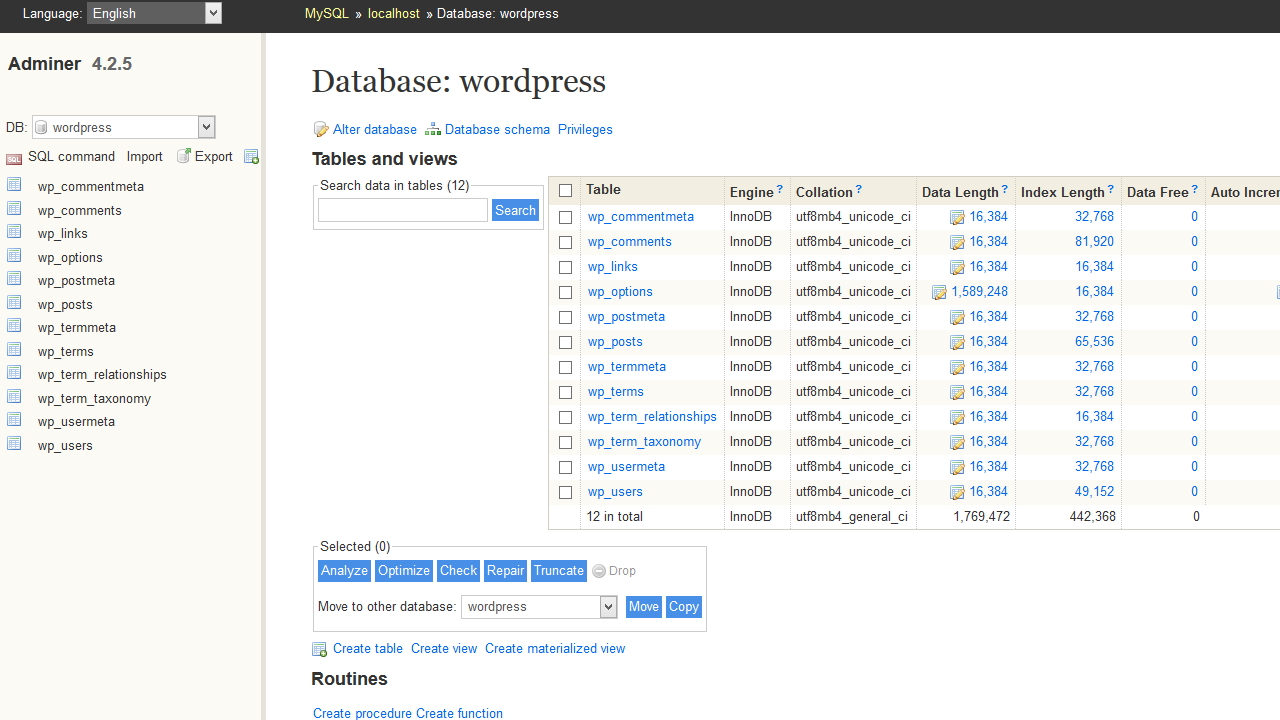 Language: English MySQL » localhost » Database: wordpress
Adminer 4.2.5
DB: wordpress
SQL SQL command Import Export
wp_commentmeta
wp_comments
wp_links
wp_options
wp_postmeta
wp_posts
wp_termmeta
wp_terms
wp_term_relationships
wp_term_taxonomy
wp_usermeta
wp_users
Database: wordpress
Alter database Database schema Privileges
Tables and views
Search data in tables (12)
Search
Table Engine? Collation? Data Length? Index Length? Data Free? Auto Increm
wp_commentmeta InnoDB utf8mb4_unicode_ci 16,384 32,768 0
wp_comments InnoDB utf8mb4_unicode_ci 16,384 81,920 0
wp_links InnoDB utf8mb4_unicode_ci 16,384 16,384 0
wp_options InnoDB utf8mb4_unicode_ci 1,589,248 16,384 0
wp_postmeta InnoDB utf8mb4_unicode_ci 16,384 32,768 0
wp_posts InnoDB utf8mb4_unicode_ci 16,384 65,536 0
wp_termmeta InnoDB utf8mb4_unicode_ci 16,384 32,768 0
wp_terms InnoDB utf8mb4_unicode_ci 16,384 32,768 0
wp_term_relationships InnoDB utf8mb4_unicode_ci 16,384 16,384 0
wp_term_taxonomy InnoDB utf8mb4_unicode_ci 16,384 32,768 0
wp_usermeta InnoDB utf8mb4_unicode_ci 16,384 32,768 0
wp_users InnoDB utf8mb4_unicode_ci 16,384 49,152 0
12 in total InnoDB utf8mb4_general_ci 1,769,472 442,368 0
Selected (0)
Analyze Optimize Check Repair Truncate Drop
Move to other database: wordpress Move Copy
Create table Create view Create materialized view
Routines
Create procedure Create function